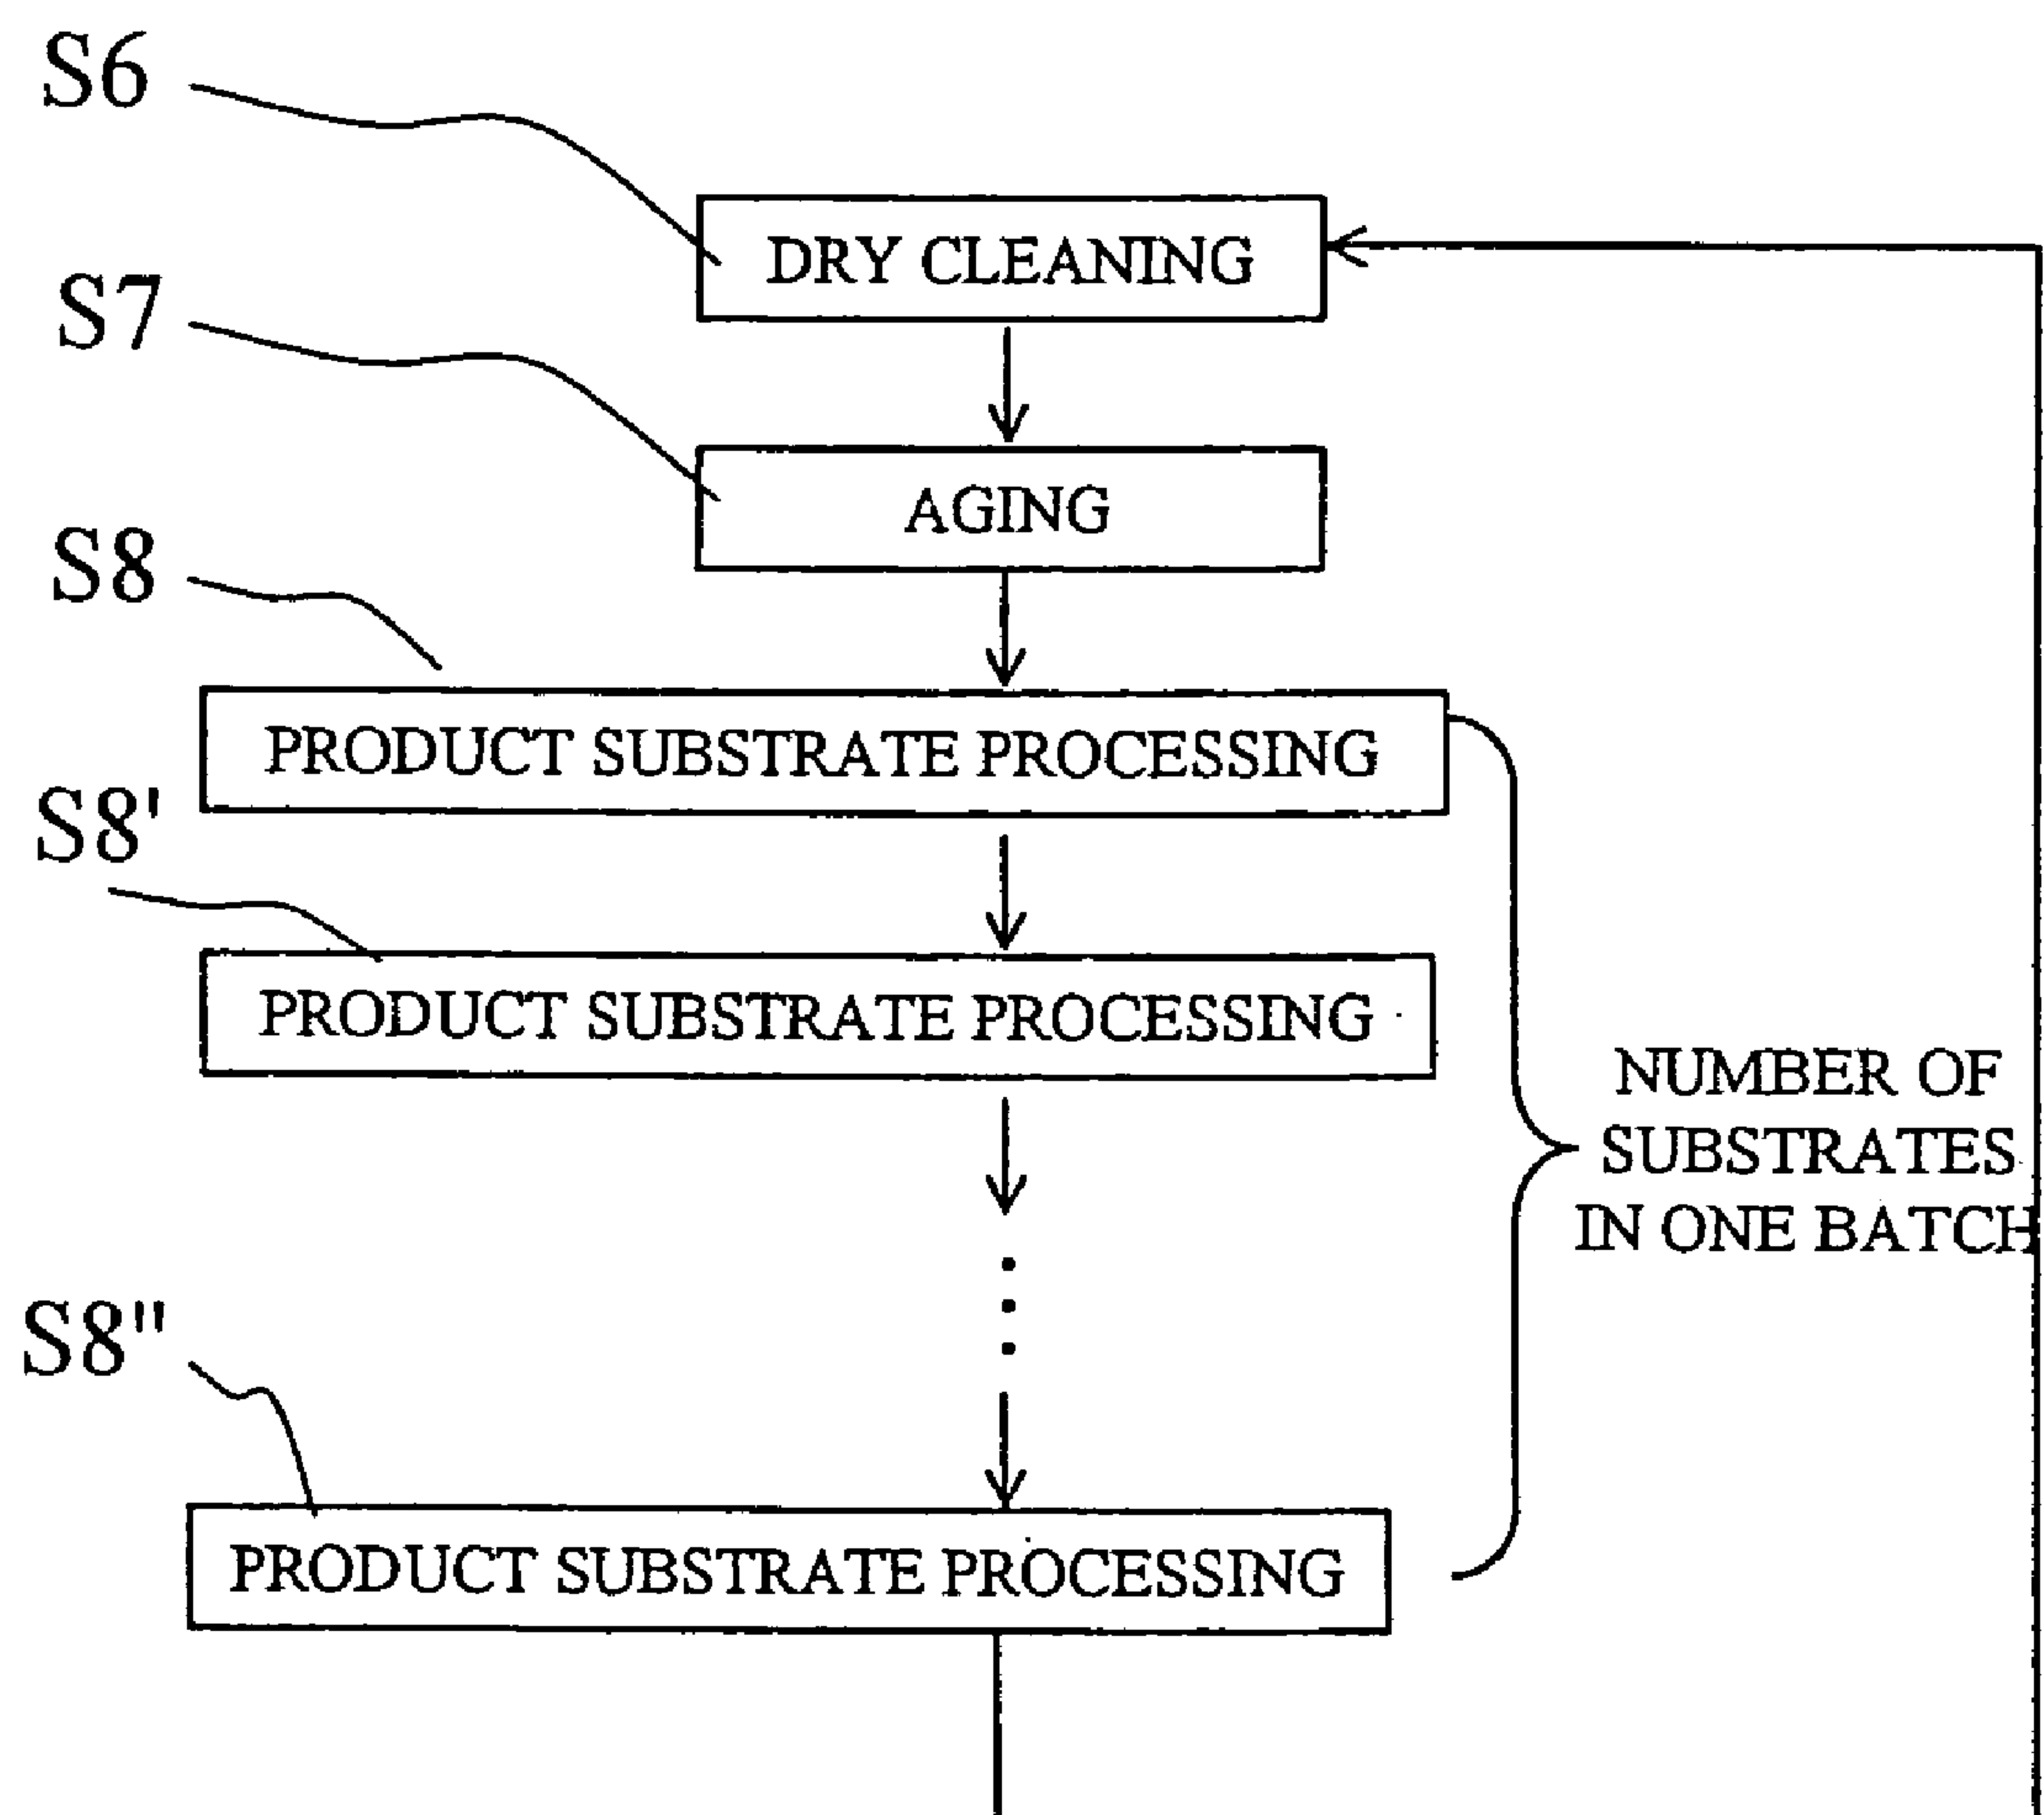 S6
DRY CLEANING
S7
AGING
S8
PRODUCT SUBSTRATE PROCESSING
S8'
PRODUCT SUBSTRATE PROCESSING
NUMBER OF
SUBSTRATES
IN ONE BATCH
S8"
PRODUCT SUBSTRATE PROCESSING